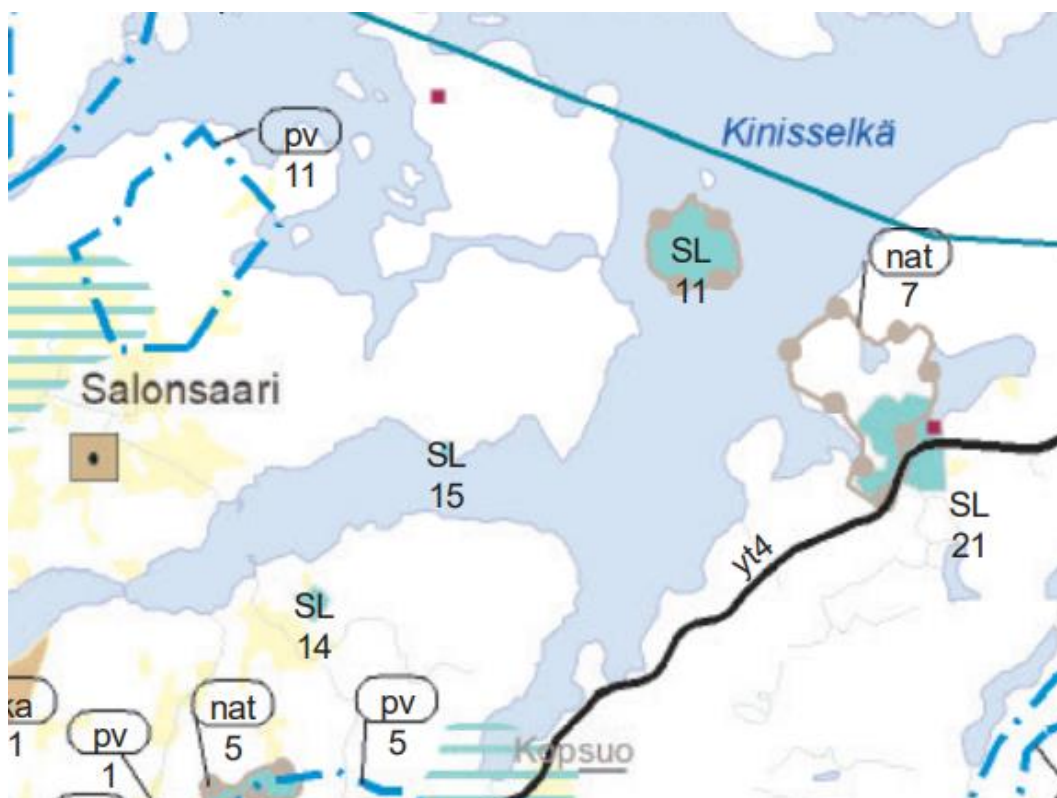 pv
11
Kinisselkä
SL
11
nat
7
Salonsaari
SL
15
SL
21
yt4
SL
14
ka
1
nat
5
pv
5
pv
1
Kopsuo